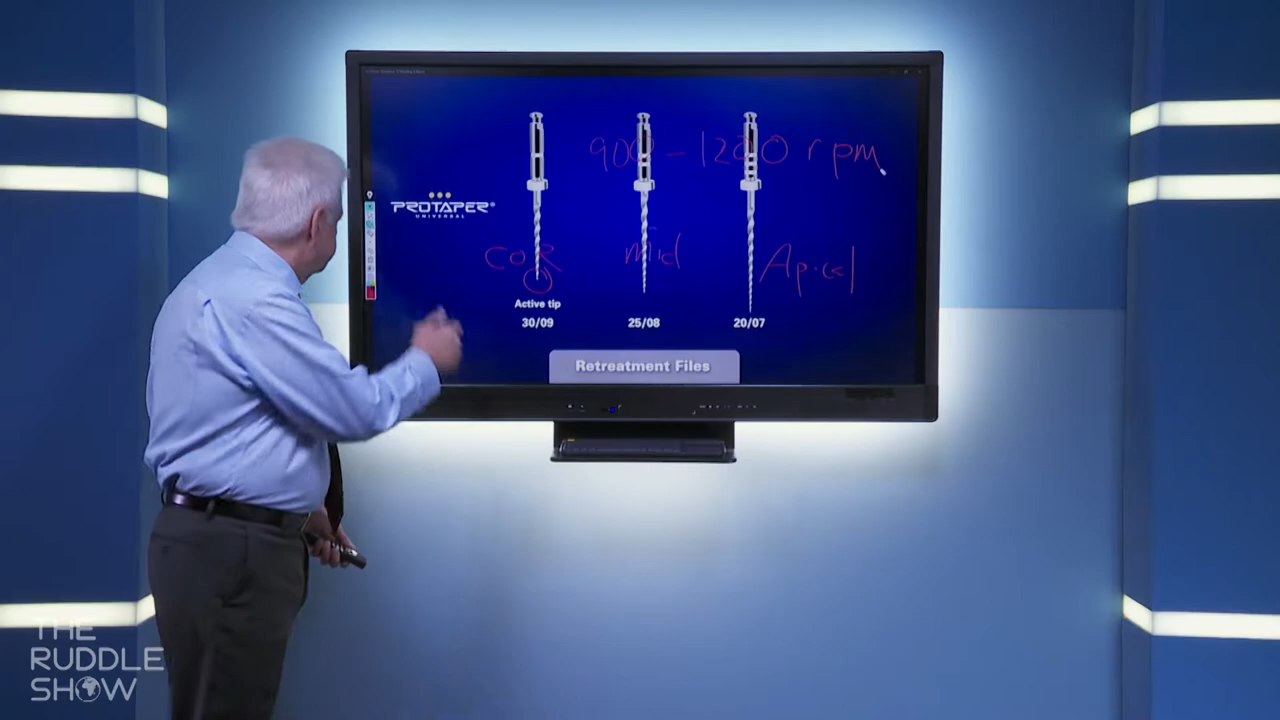 900 - 1200 rpm
PROTAPER®
UNIVERSAL
COR
mid
Apical
Active tip
30/09
25/08
20/07
Retreatment Files
THE
RUDDLE
SHOW